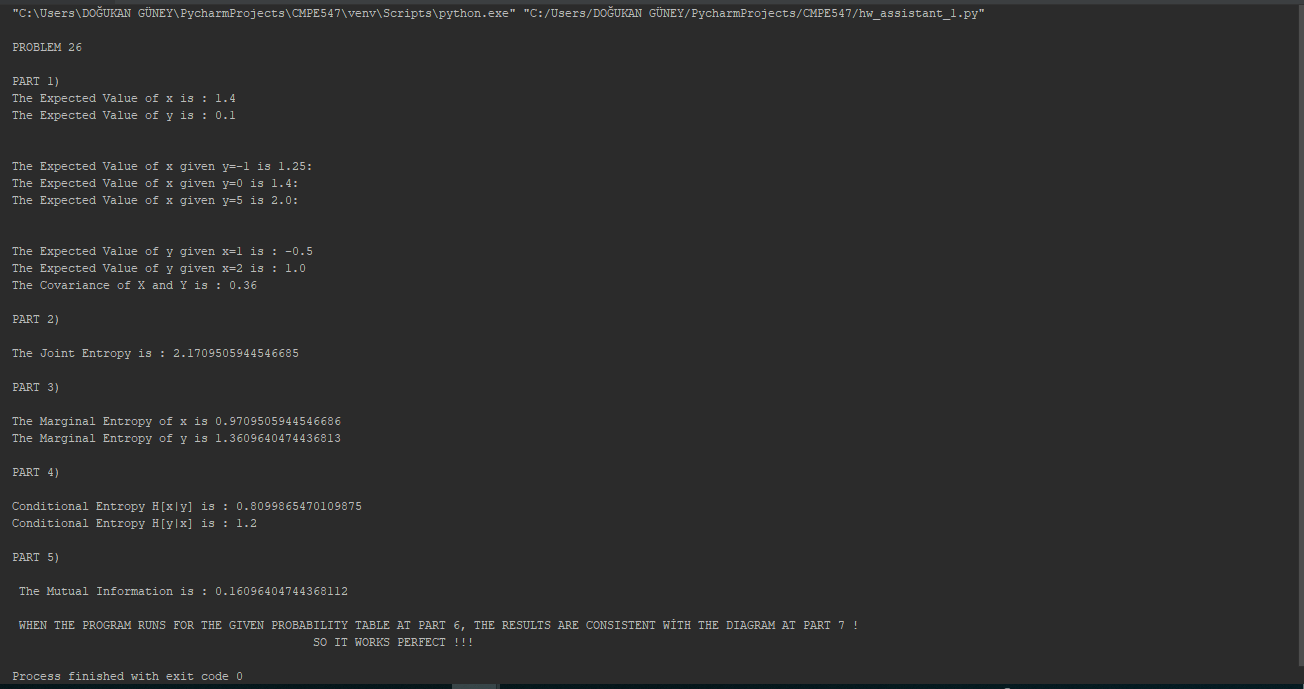 "C:\Users\DOĞUKAN GÜNEY\PycharmProjects\CMPE547\venv\Scripts\python.exe" "C:/Users/DOĞUKAN GÜNEY/PycharmProjects/CMPE547/hw_assistant_1.py"
PROBLEM 26
PART 1)
The Expected Value of x is : 1.4
The Expected Value of y is : 0.1
The Expected Value of x given y=-1 is 1.25:
The Expected Value of x given y=0 is 1.4:
The Expected Value of x given y=5 is 2.0:
The Expected Value of y given x=1 is : -0.5
The Expected Value of y given x=2 is : 1.0
The Covariance of X and Y is : 0.36
PART 2)
The Joint Entropy is : 2.1709505944546685
PART 3)
The Marginal Entropy of x is 0.9709505944546686
The Marginal Entropy of y is 1.3609640474436813
PART 4)
Conditional Entropy H[x|y] is : 0.8099865470109875
Conditional Entropy H[y|x] is : 1.2
PART 5)
The Mutual Information is : 0.16096404744368112
WHEN THE PROGRAM RUNS FOR THE GIVEN PROBABILITY TABLE AT PART 6, THE RESULTS ARE CONSISTENT WİTH THE DIAGRAM AT PART 7 !
SO IT WORKS PERFECT !!!
Process finished with exit code 0